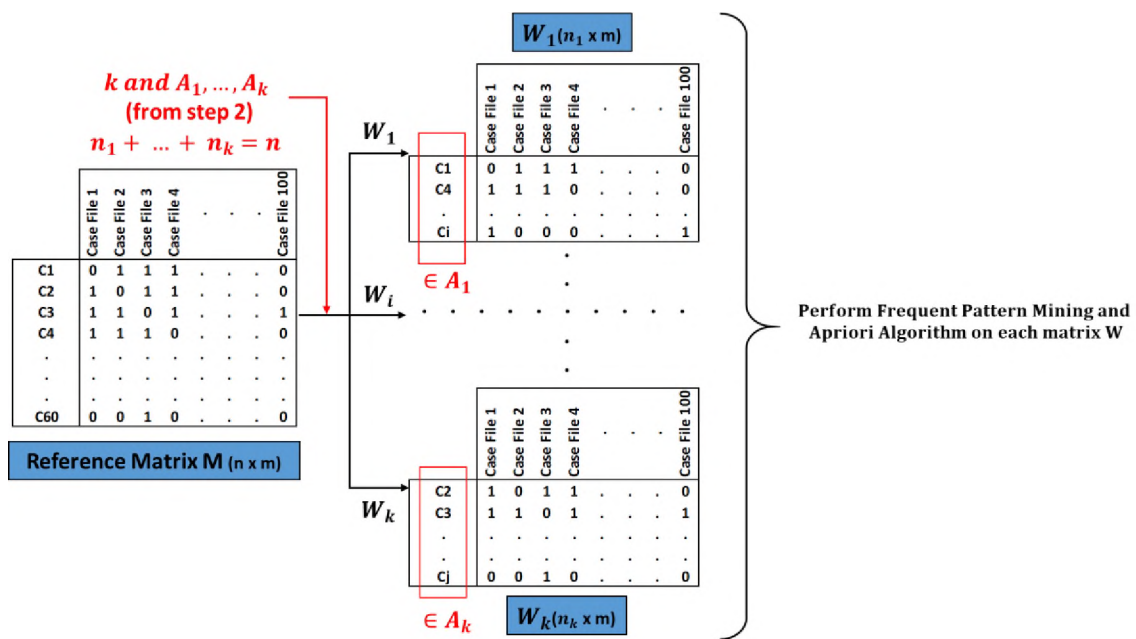 W₁(n₁ x m)
k and A₁, …, Aₖ
(from step 2)
n₁ + … + nₖ = n
Case File 1 Case File 2 Case File 3 Case File 4 . . . Case File 100
C1 0 1 1 1 . . . 0
C2 1 0 1 1 . . . 0
C3 1 1 0 1 . . . 1
C4 1 1 1 0 . . . 0
. . . . . . . . .
. . . . . . . . .
. . . . . . . . .
C60 0 0 1 0 . . . 0
Reference Matrix M (n x m)
W₁
Wᵢ
Wₖ
Case File 1 Case File 2 Case File 3 Case File 4 . . . Case File 100
C1 0 1 1 1 . . . 0
C4 1 1 1 0 . . . 0
. . . . . . . . .
Ci 1 0 0 0 . . . 1
∈ A₁
. . . . . . . . . .
Case File 1 Case File 2 Case File 3 Case File 4 . . . Case File 100
C2 1 0 1 1 . . . 0
C3 1 1 0 1 . . . 1
. . . . . . . . .
. . . . . . . . .
Cj 0 0 1 0 . . . 0
∈ Aₖ
Wₖ(nₖ x m)
Perform Frequent Pattern Mining and
Apriori Algorithm on each matrix W